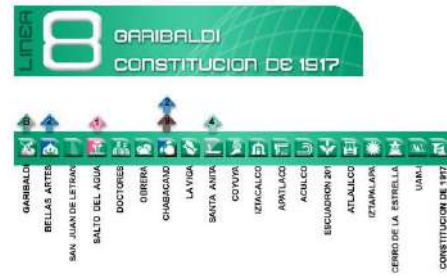 LINEA
8
GARIBALDI
CONSTITUCION DE 1917
2
B
2
1
4
GARIBALDI
BELLAS ARTES
SAN JUAN DE LETRAN
SALTO DEL AGUA
DOCTORES
OBRERA
CHABACANO
LA VIGA
SANTA ANITA
COYUYA
IZTACALCO
APATLACO
ACULCO
ESCUADRON 201
ATLALILCO
IZTAPALAPA
CERRO DE LA ESTRELLA
UAM-I
CONSTITUCION DE 1917